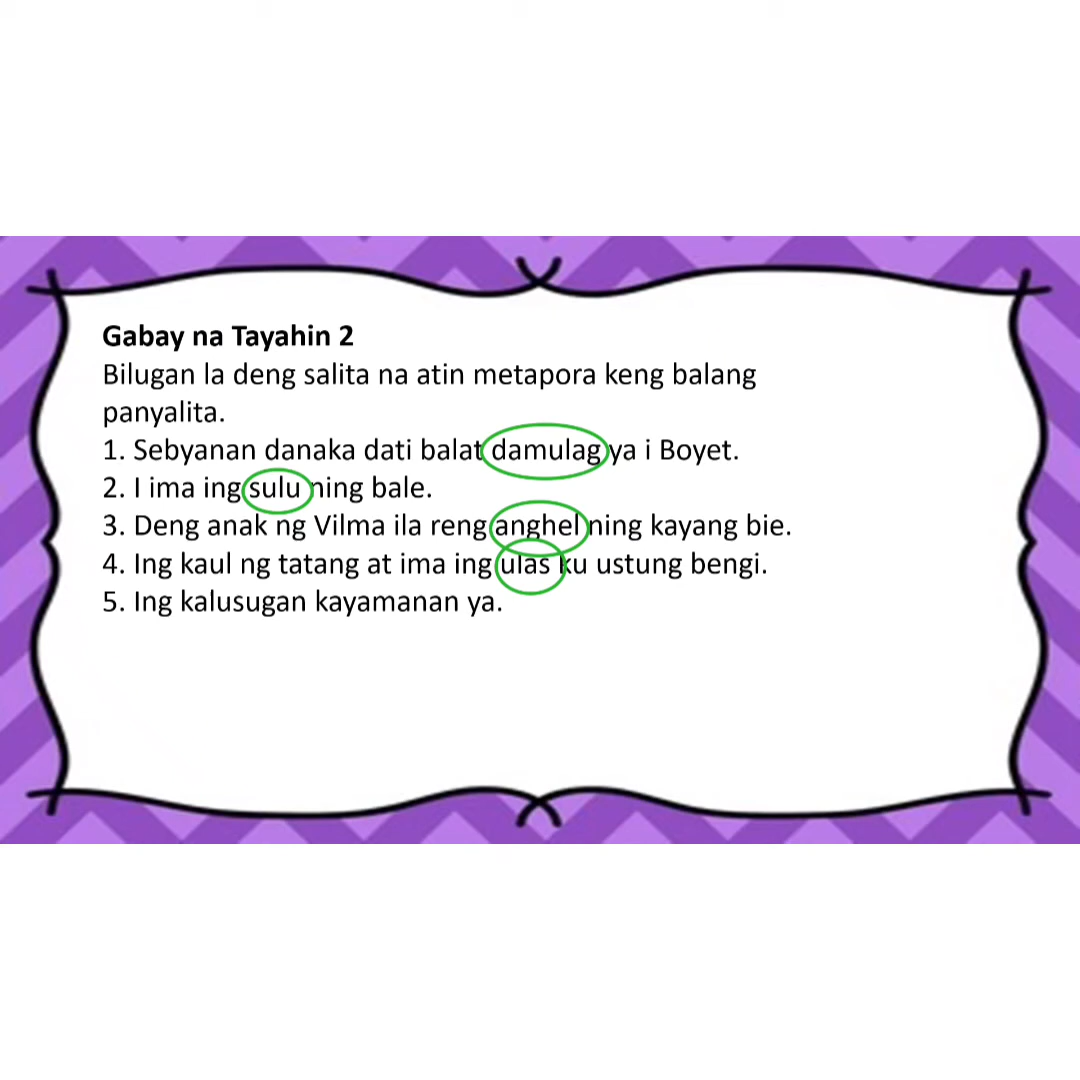 Gabay na Tayahin 2
Bilugan la deng salita na atin metapora keng balang
panyalita.
1. Sebyanan danaka dati balat damulag ya i Boyet.
2. I ima ing sulu ning bale.
3. Deng anak ng Vilma ila reng anghel ning kayang bie.
4. Ing kaul ng tatang at ima ing ulas ku ustung bengi.
5. Ing kalusugan kayamanan ya.